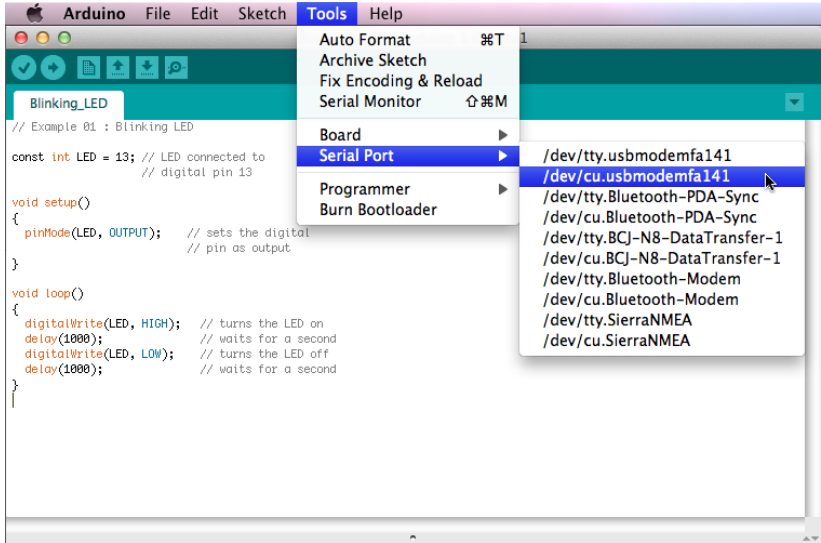 Arduino File Edit Sketch Tools Help
1
Auto Format ⌘T
Archive Sketch
Fix Encoding & Reload
Serial Monitor ⇧⌘M
Board
Serial Port
Programmer
Burn Bootloader
/dev/tty.usbmodemfa141
/dev/cu.usbmodemfa141
/dev/tty.Bluetooth-PDA-Sync
/dev/cu.Bluetooth-PDA-Sync
/dev/tty.BCJ-N8-DataTransfer-1
/dev/cu.BCJ-N8-DataTransfer-1
/dev/tty.Bluetooth-Modem
/dev/cu.Bluetooth-Modem
/dev/tty.SierraNMEA
/dev/cu.SierraNMEA
Blinking_LED
// Example 01 : Blinking LED
const int LED = 13; // LED connected to
// digital pin 13
void setup()
{
pinMode(LED, OUTPUT); // sets the digital
// pin as output
}
void loop()
{
digitalWrite(LED, HIGH); // turns the LED on
delay(1000); // waits for a second
digitalWrite(LED, LOW); // turns the LED off
delay(1000); // waits for a second
}